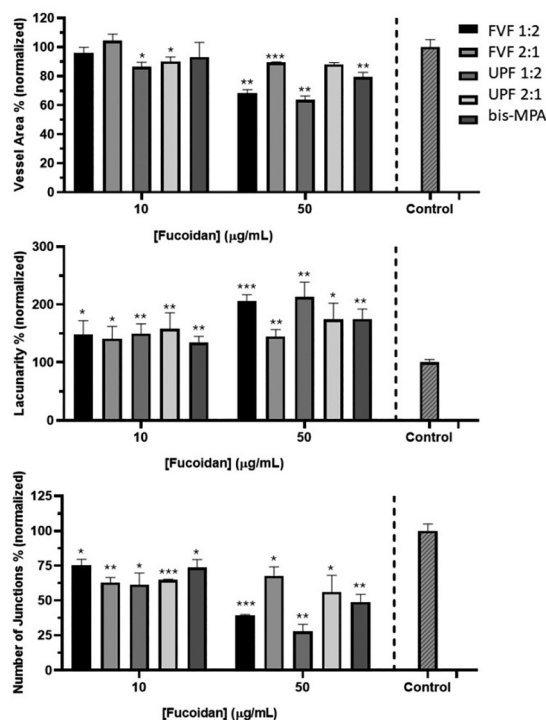 Vessel Area % (normalized)
120
100
80
60
40
20
0
* * ** *** ** **
10 50 Control
[Fucoidan] (μg/mL)
FVF 1:2
FVF 2:1
UPF 1:2
UPF 2:1
bis-MPA
Lacunarity % (normalized)
300
200
100
0
* * ** ** ** *** ** ** * **
10 50 Control
[Fucoidan] (μg/mL)
Number of Junctions % (normalized)
125
100
75
50
25
0
* ** * *** * *** * ** * **
10 50 Control
[Fucoidan] (μg/mL)